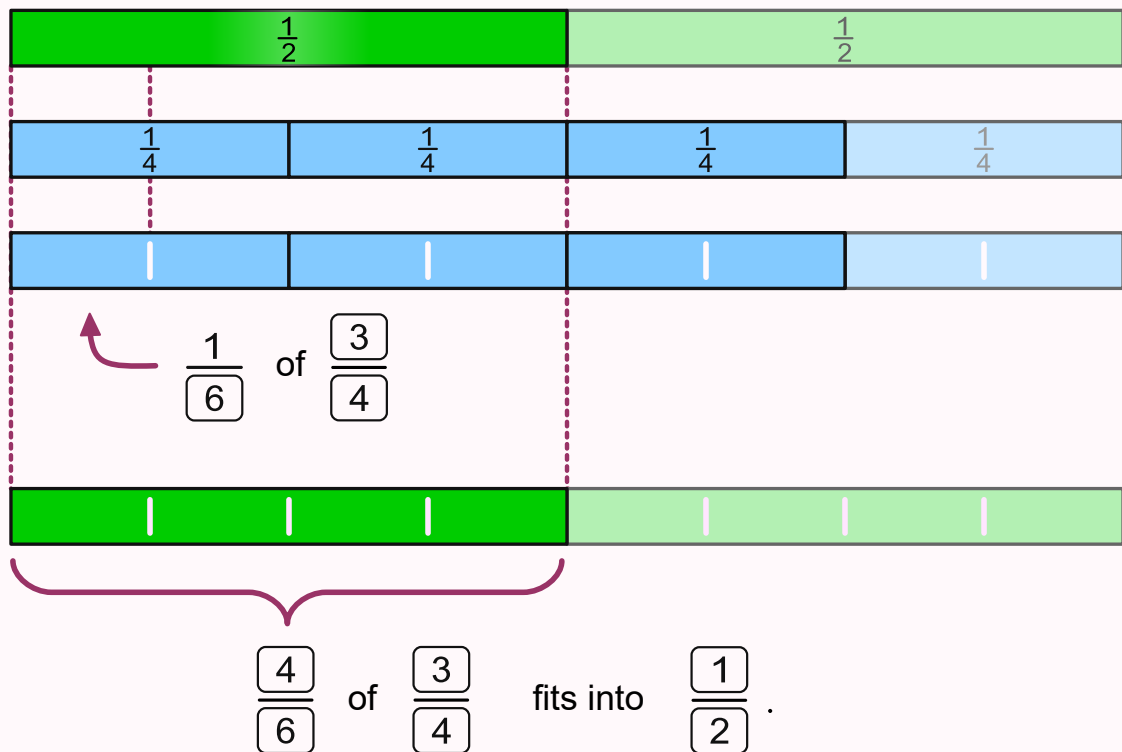 1/2 1/2
1/4 1/4 1/4 1/4
1/6 of 3/4
4/6 of 3/4 fits into 1/2 .